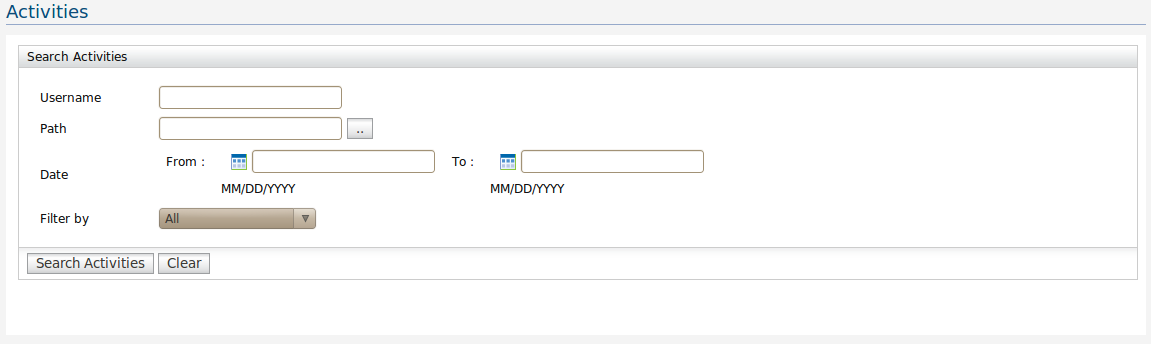 Activities
Search Activities
Username
Path ..
Date From : To :
MM/DD/YYYY MM/DD/YYYY
Filter by All
Search Activities Clear